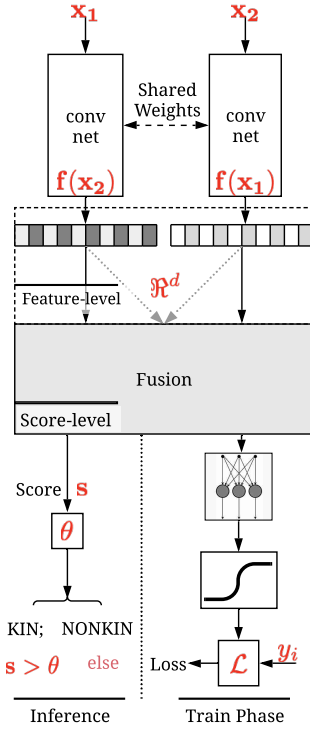 x₁ x₂
Shared
Weights
conv
net
conv
net
f(x₂) f(x₁)
ℜᵈ
Feature-level
Fusion
Score-level
Score s
θ
KIN; NONKIN
s > θ else
Loss ℒ yᵢ
Inference Train Phase